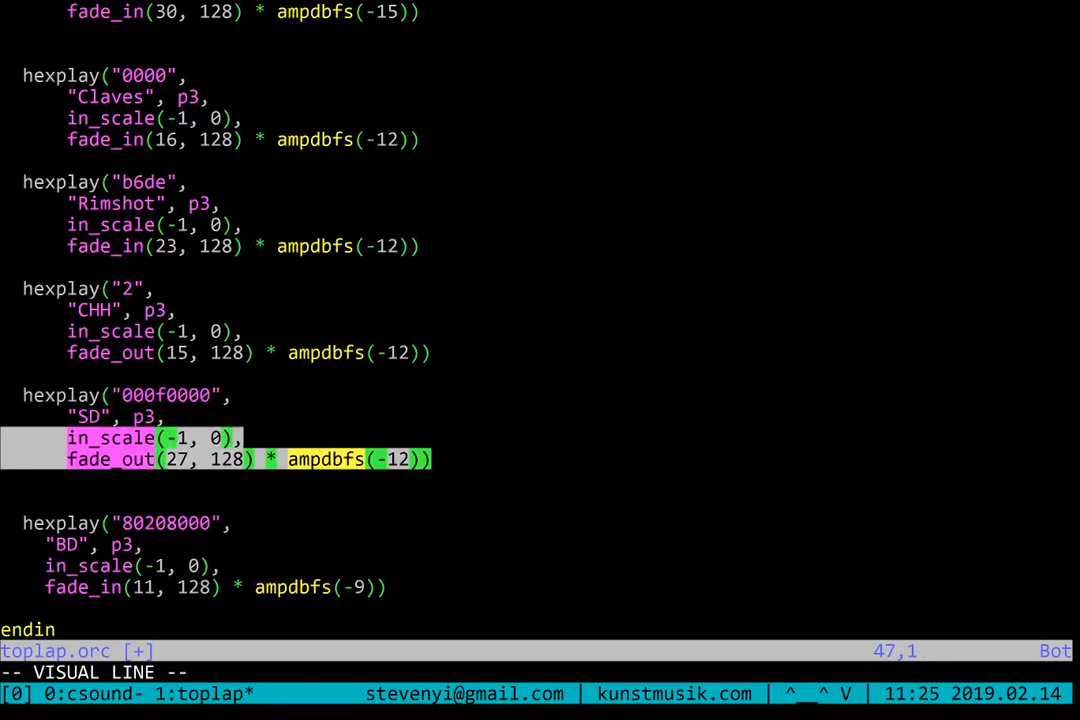 fade_in(30, 128) * ampdbfs(-15))
hexplay("0000",
"Claves", p3,
in_scale(-1, 0),
fade_in(16, 128) * ampdbfs(-12))
hexplay("b6de",
"Rimshot", p3,
in_scale(-1, 0),
fade_in(23, 128) * ampdbfs(-12))
hexplay("2",
"CHH", p3,
in_scale(-1, 0),
fade_out(15, 128) * ampdbfs(-12))
hexplay("000f0000",
"SD", p3,
in_scale(-1, 0),
fade_out(27, 128) * ampdbfs(-12))
hexplay("80208000",
"BD", p3,
in_scale(-1, 0),
fade_in(11, 128) * ampdbfs(-9))
endin
toplap.orc [+] 47,1 Bot
-- VISUAL LINE --
[0] 0:csound- 1:toplap* stevenyi@gmail.com | kunstmusik.com | ^__^ V | 11:25 2019.02.14